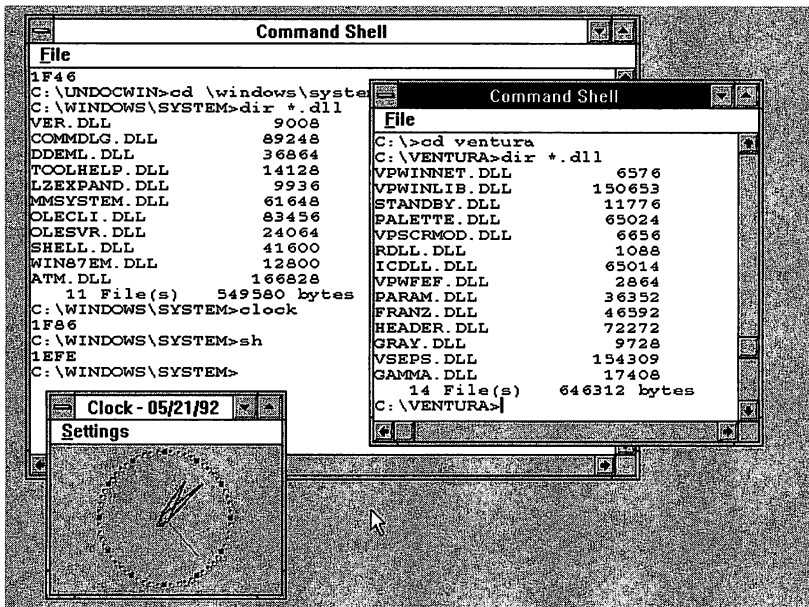 Command Shell
File
1F46
C:\UNDOCWIN>cd \windows\syste
C:\WINDOWS\SYSTEM>dir *.dll
VER.DLL 9008
COMMDLG.DLL 89248
DDEML.DLL 36864
TOOLHELP.DLL 14128
LZEXPAND.DLL 9936
MMSYSTEM.DLL 61648
OLECLI.DLL 83456
OLESVR.DLL 24064
SHELL.DLL 41600
WIN87EM.DLL 12800
ATM.DLL 166828
11 File(s) 549580 bytes
C:\WINDOWS\SYSTEM>clock
1F86
C:\WINDOWS\SYSTEM>sh
1EFE
C:\WINDOWS\SYSTEM>
Command Shell
File
C:\>cd ventura
C:\VENTURA>dir *.dll
VPWINNET.DLL 6576
VPWINLIB.DLL 150653
STANDBY.DLL 11776
PALETTE.DLL 65024
VPSCRMOD.DLL 6656
RDLL.DLL 1088
ICDLL.DLL 65014
VPWFEF.DLL 2864
PARAM.DLL 36352
FRANZ.DLL 46592
HEADER.DLL 72272
GRAY.DLL 9728
VSEPS.DLL 154309
GAMMA.DLL 17408
14 File(s) 646312 bytes
C:\VENTURA>
Clock - 05/21/92
Settings